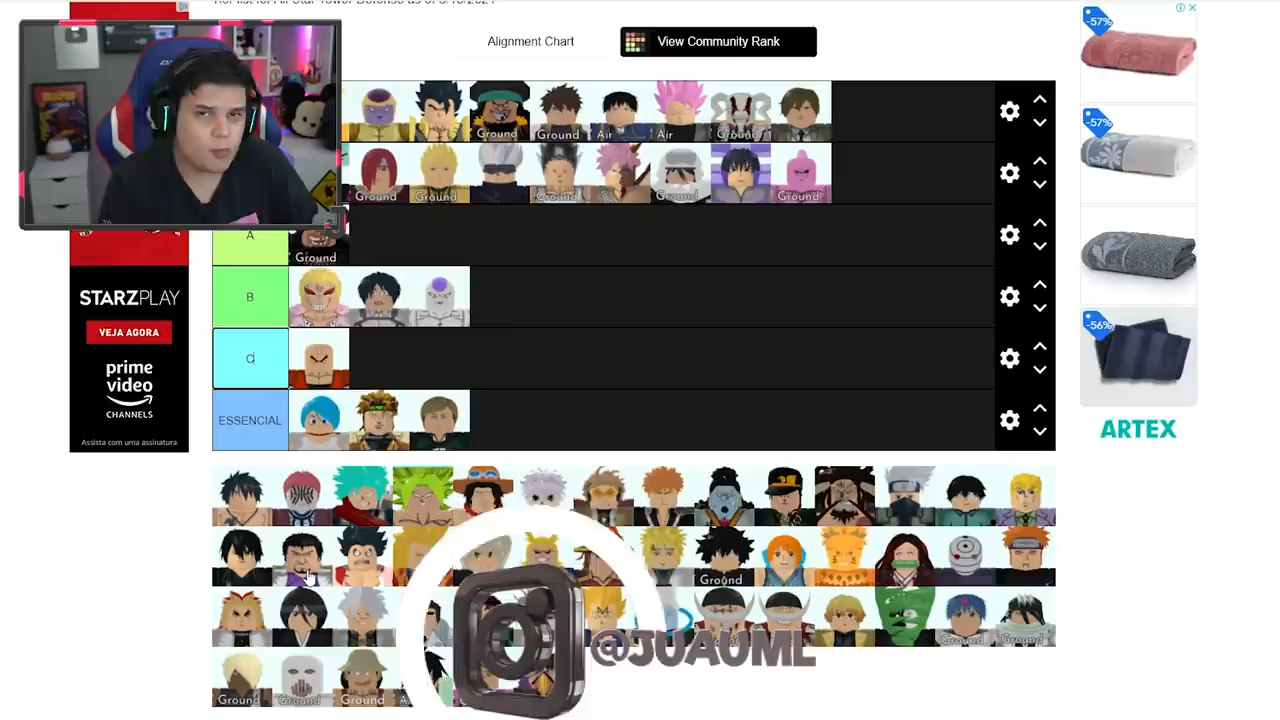 Alignment Chart
View Community Rank
Ground
Ground
Air
Air
Ground
Ground
Ground
Ground
Ground
Ground
A
Ground
B
C
ESSENCIAL
STARZPLAY
VEJA AGORA
prime video
CHANNELS
Assista com uma assinatura
-57%
-57%
-56%
ARTEX
Ground
Ground
Ground
Ground
Ground
Ground
@JUAUML